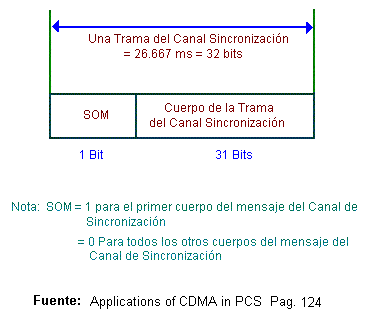 Una Trama del Canal Sincronización
= 26.667 ms = 32 bits
SOM
Cuerpo de la Trama
del Canal Sincronización
1 Bit
31 Bits
Nota: SOM = 1 para el primer cuerpo del mensaje del Canal de
Sincronización
= 0 Para todos los otros cuerpos del mensaje del
Canal de Sincronización
Fuente: Applications of CDMA in PCS Pag. 124